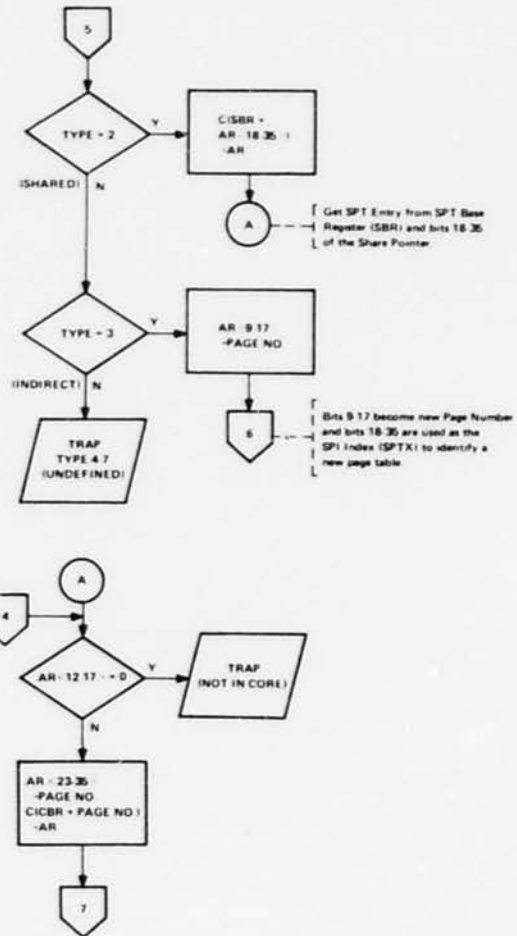 5
TYPE = 2
Y
C(SBR +
AR< 18-35 >)
→AR
(SHARED)
N
A
Get SPT Entry from SPT Base
Register (SBR) and bits 18-35
of the Share Pointer
TYPE = 3
Y
AR< 9-17
→PAGE NO
(INDIRECT)
N
TRAP
TYPE 4-7
(UNDEFINED)
6
Bits 9-17 become new Page Number
and bits 18-35 are used as the
SPI Index (SPTX) to identify a
new page table.
A
4
AR< 12-17 > = 0
Y
TRAP
(NOT IN CORE)
N
AR< 23-35 >
→PAGE NO
C(CBR + PAGE NO.)
→AR
7